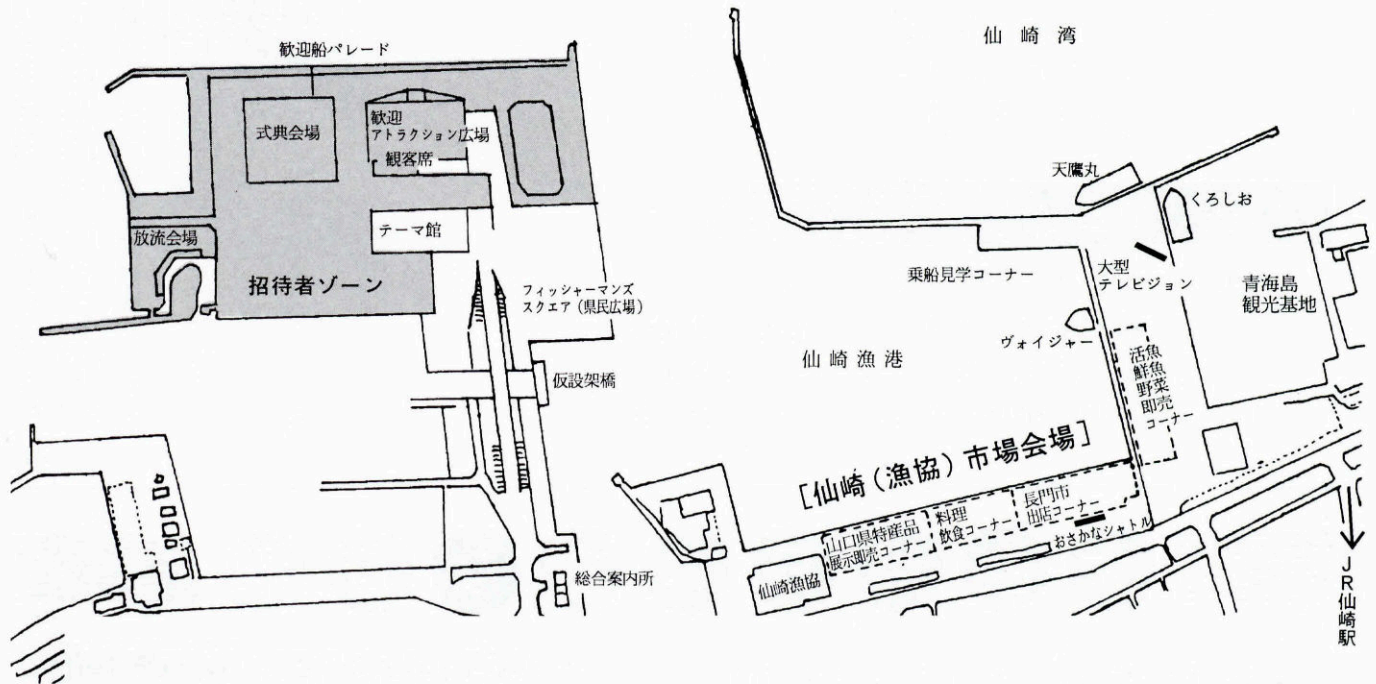 歓迎船パレード
式典会場
歓迎
アトラクション広場
観客席
テーマ館
放流会場
招待者ゾーン
フィッシャーマンズ
スクエア（県民広場）
仮設架橋
総合案内所
仙崎湾
天鷹丸
くろしお
乗船見学コーナー
大型
テレビジョン
青海島
観光基地
ヴォイジャー
仙崎漁港
活魚
鮮魚
野菜
即売
コーナー
［仙崎（漁協）市場会場］
長門市
出店コーナー
料理
飲食コーナー
山口県特産品
展示即売コーナー
おさかなシャトル
仙崎漁協
JR仙崎駅